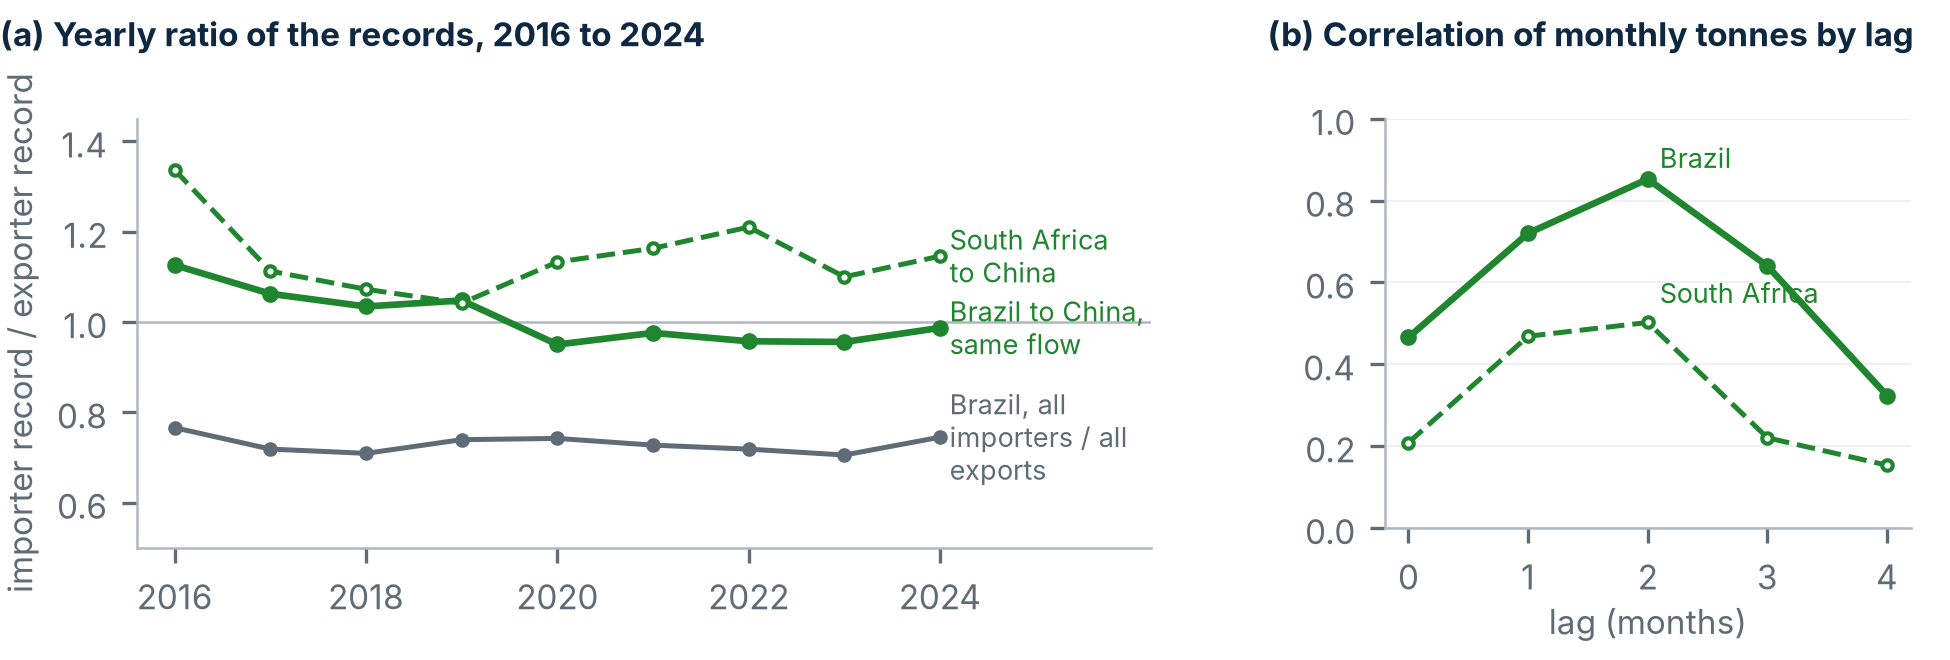 (a) Yearly ratio of the records, 2016 to 2024
importer record / exporter record
1.4
1.2
1.0
0.8
0.6
2016
2018
2020
2022
2024
South Africa
to China
Brazil to China,
same flow
Brazil, all
importers / all
exports
(b) Correlation of monthly tonnes by lag
1.0
0.8
0.6
0.4
0.2
0.0
0
1
2
3
4
lag (months)
Brazil
South Africa